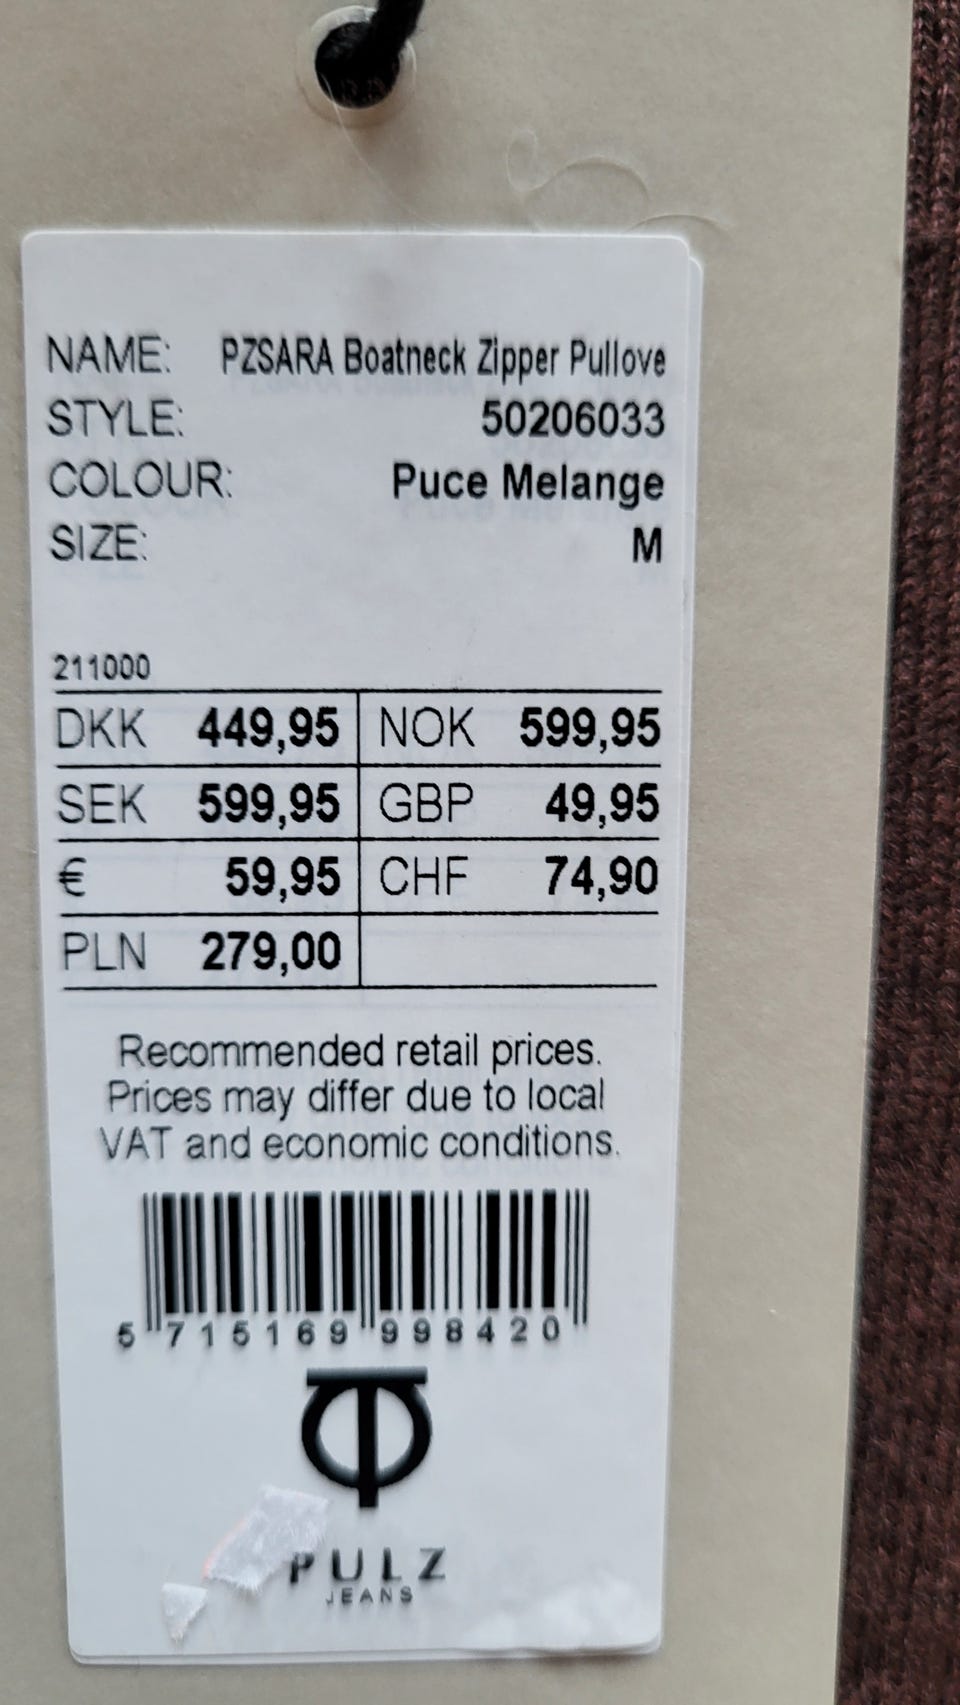 NAME: PZSARA Boatneck Zipper Pullove
STYLE: 50206033
COLOUR: Puce Melange
SIZE: M
211000
DKK 449,95 NOK 599,95
SEK 599,95 GBP 49,95
€ 59,95 CHF 74,90
PLN 279,00
Recommended retail prices.
Prices may differ due to local
VAT and economic conditions.
5 715169 998420
PULZ
JEANS